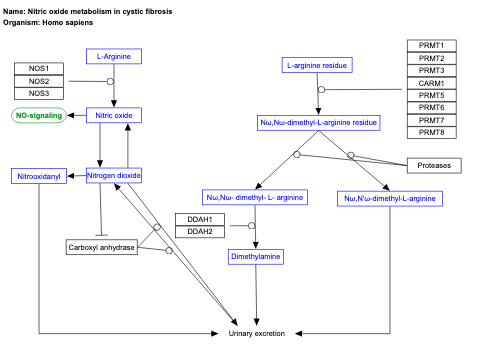 Name: Nitric oxide metabolism in cystic fibrosis
Organism: Homo sapiens
L-Arginine
NOS1
NOS2
NOS3
NO-signaling
Nitric oxide
Nitrooxidanyl
Nitrogen dioxide
Carboxyl anhydrase
L-arginine residue
PRMT1
PRMT2
PRMT3
CARM1
PRMT5
PRMT6
PRMT7
PRMT8
Nω,Nω-dimethyl-L-arginine residue
Proteases
Nω,Nω- dimethyl- L- arginine
Nω,N'ω-dimethyl-L-arginine
DDAH1
DDAH2
Dimethylamine
Urinary excretion